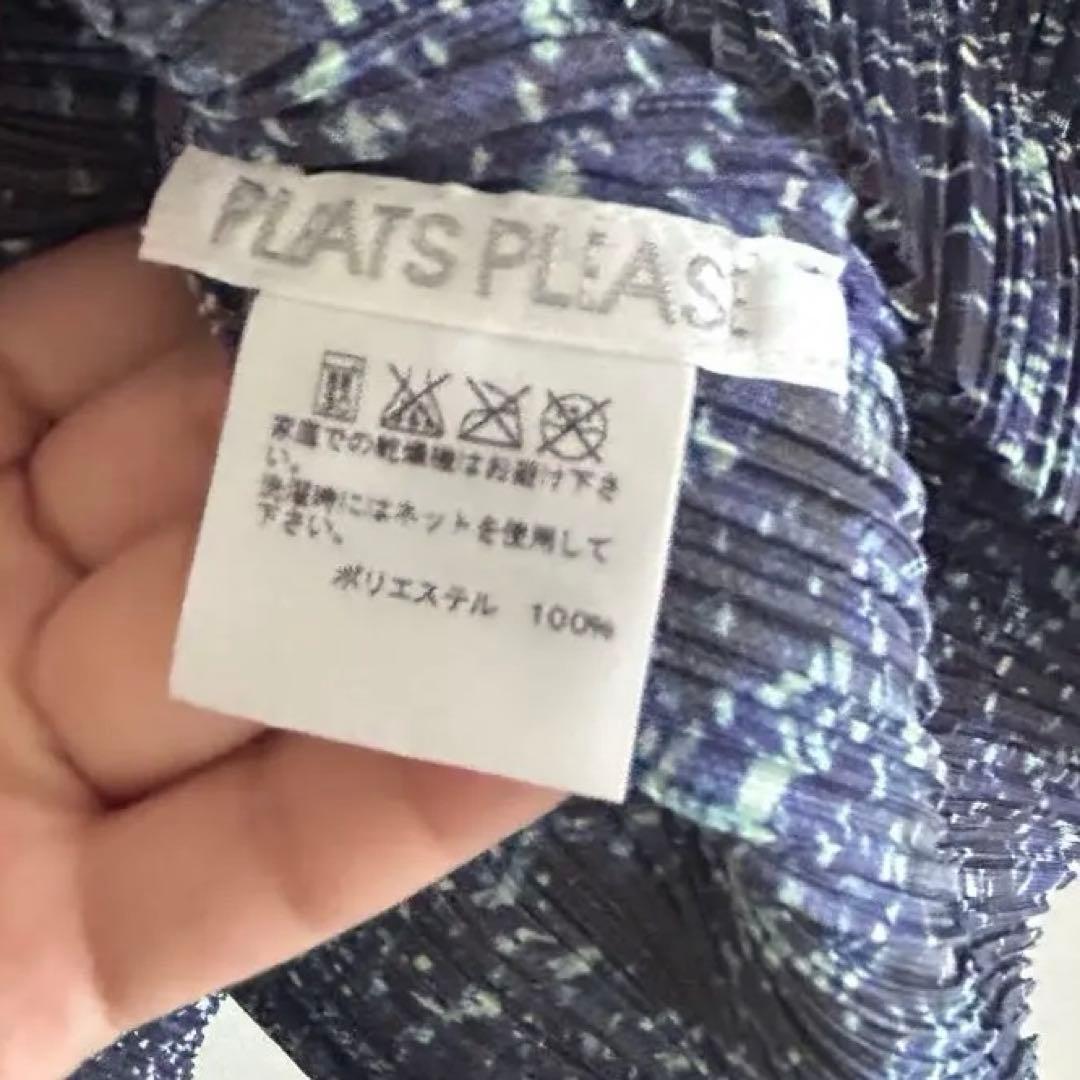 PLEATS PLEASE
家庭での乾燥機はお避け下さ
い。
洗濯時にはネットを使用して
下さい。
ポリエステル 100%